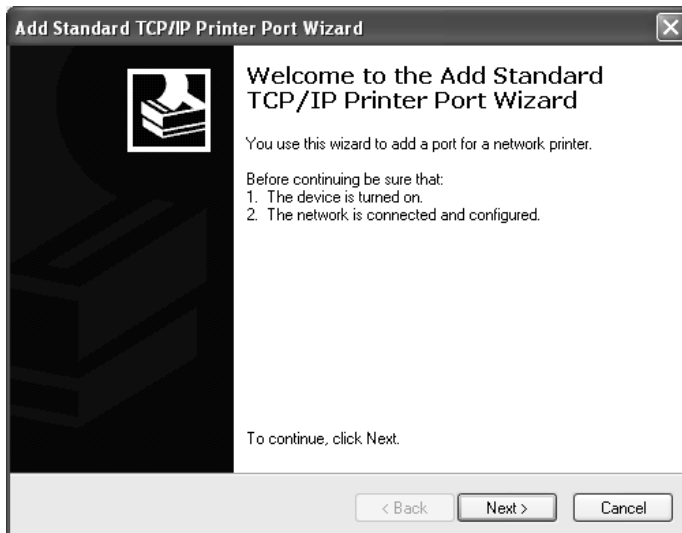 Add Standard TCP/IP Printer Port Wizard
Welcome to the Add Standard
TCP/IP Printer Port Wizard
You use this wizard to add a port for a network printer.
Before continuing be sure that:
1. The device is turned on.
2. The network is connected and configured.
To continue, click Next.
< Back Next > Cancel